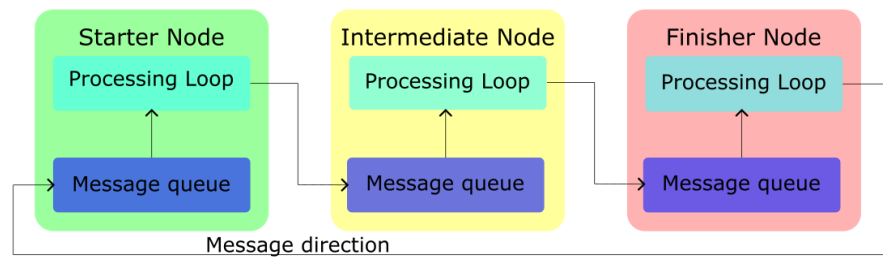 Starter Node
Processing Loop
Message queue
Intermediate Node
Processing Loop
Message queue
Finisher Node
Processing Loop
Message queue
Message direction